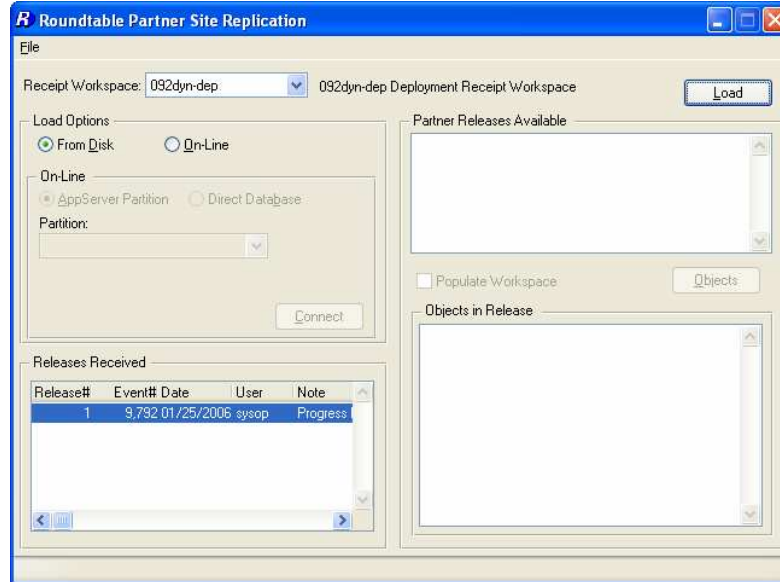 R Roundtable Partner Site Replication
File
Receipt Workspace: 092dyn-dep 092dyn-dep Deployment Receipt Workspace Load
Load Options
From Disk On-Line
On-Line
AppServer Partition Direct Database
Partition:
Connect
Partner Releases Available
Populate Workspace Objects
Objects in Release
Releases Received
Release# Event# Date User Note
1 9,792 01/25/2006 sysop Progress